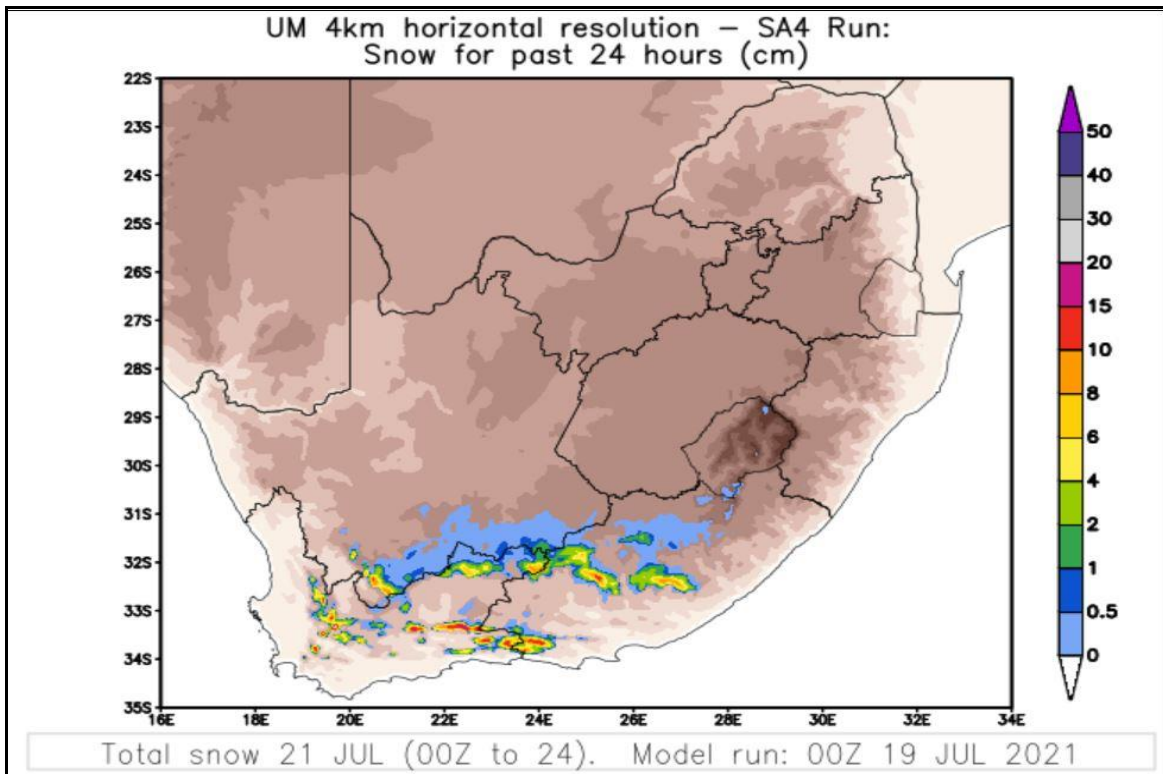 UM 4km horizontal resolution – SA4 Run:
Snow for past 24 hours (cm)
22S
23S
24S
25S
26S
27S
28S
29S
30S
31S
32S
33S
34S
35S
16E 18E 20E 22E 24E 26E 28E 30E 32E 34E
50
40
30
20
15
10
8
6
4
2
1
0.5
0
Total snow 21 JUL (00Z to 24). Model run: 00Z 19 JUL 2021